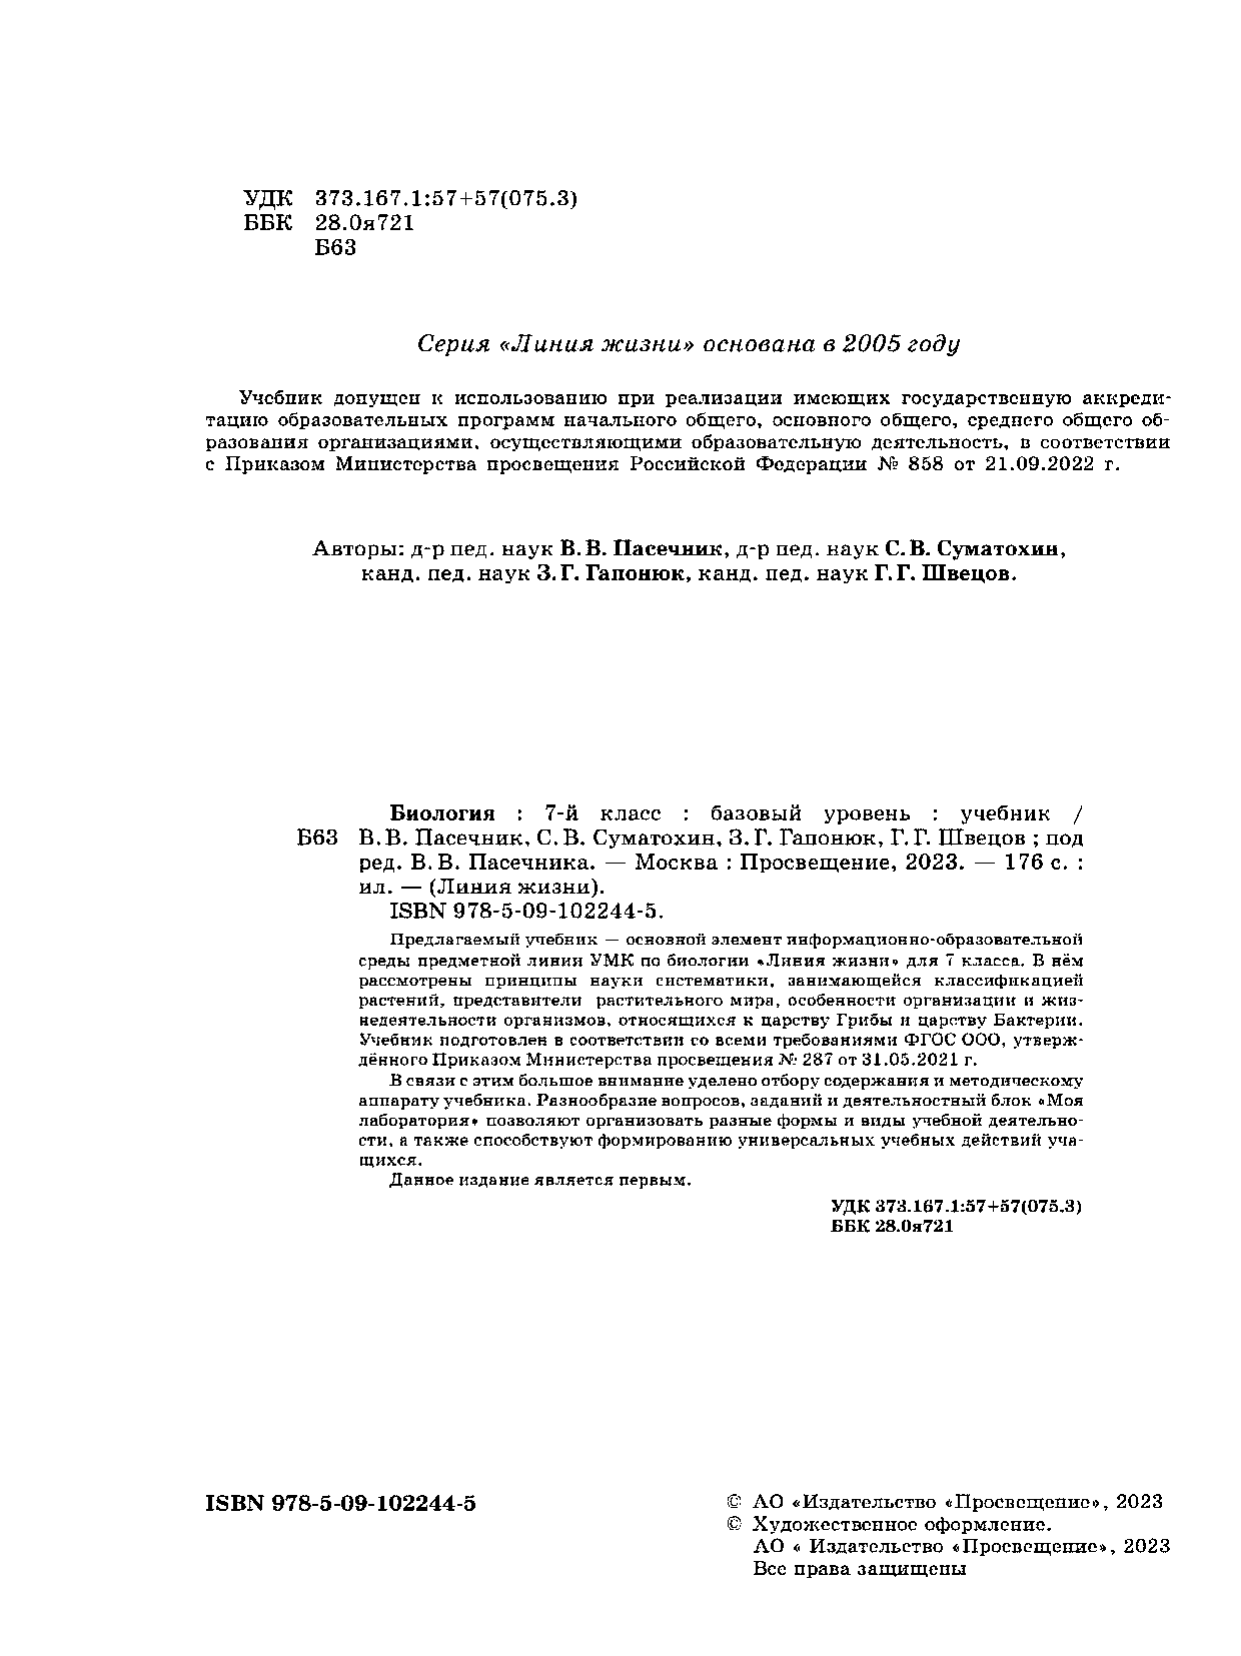 УДК 373.167.1:57+57(075.3)
ББК 28.0я721
Б63
Серия «Линия жизни» основана в 2005 году
Учебник допущен к использованию при реализации имеющих государственную аккреди-
тацию образовательных программ начального общего, основного общего, среднего общего об-
разования организациями, осуществляющими образовательную деятельность, в соответствии
с Приказом Министерства просвещения Российской Федерации № 858 от 21.09.2022 г.
Авторы: д-р пед. наук В. В. Пасечник, д-р пед. наук С. В. Суматохин,
канд. пед. наук З. Г. Гапонюк, канд. пед. наук Г. Г. Швецов.
Биология : 7-й класс : базовый уровень : учебник /
Б63 В. В. Пасечник, С. В. Суматохин, З. Г. Гапонюк, Г. Г. Швецов ; под
ред. В. В. Пасечника. — Москва : Просвещение, 2023. — 176 с. :
ил. — (Линия жизни).
ISBN 978-5-09-102244-5.
Предлагаемый учебник — основной элемент информационно-образовательной
среды предметной линии УМК по биологии «Линия жизни» для 7 класса. В нём
рассмотрены принципы науки систематики, занимающейся классификацией
растений, представители растительного мира, особенности организации и жиз-
недеятельности организмов, относящихся к царству Грибы и царству Бактерии.
Учебник подготовлен в соответствии со всеми требованиями ФГОС ООО, утверж-
дённого Приказом Министерства просвещения № 287 от 31.05.2021 г.
В связи с этим большое внимание уделено отбору содержания и методическому
аппарату учебника. Разнообразие вопросов, заданий и деятельностный блок «Моя
лаборатория» позволяют организовать разные формы и виды учебной деятельно-
сти, а также способствуют формированию универсальных учебных действий уча-
щихся.
Данное издание является первым.
УДК 373.167.1:57+57(075.3)
ББК 28.0я721
ISBN 978-5-09-102244-5
© АО «Издательство «Просвещение», 2023
© Художественное оформление.
АО « Издательство «Просвещение», 2023
Все права защищены